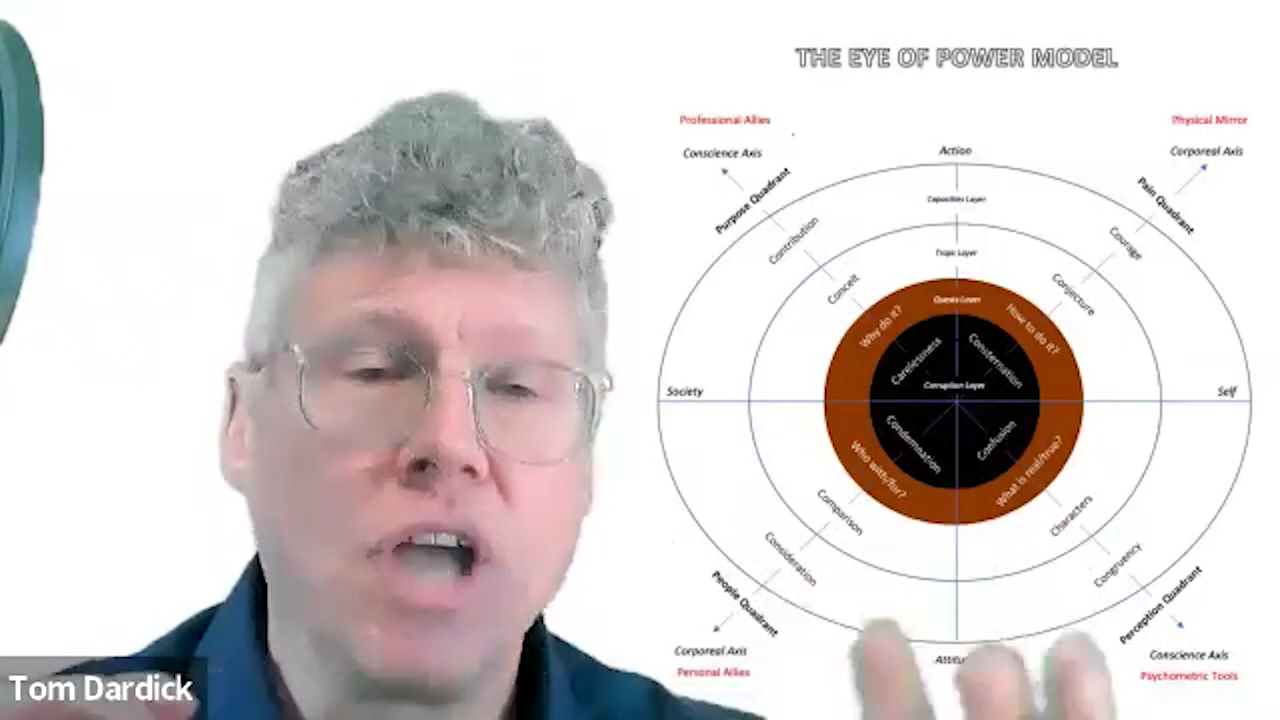 THE EYE OF POWER MODEL
Professional Allies
Physical Mirror
Conscience Axis
Action
Corporeal Axis
Purpose Quadrant
Pain Quadrant
Capacities Layer
Contribution
Courage
Tropic Layer
Conceit
Conjecture
Quests Layer
Why do it?
How to do it?
Carelessness
Consternation
Corruption Layer
Society
Self
Condemnation
Confusion
Who with/for?
What is real/true?
Comparison
Characters
Consideration
Congruency
People Quadrant
Perception Quadrant
Corporeal Axis
Conscience Axis
Personal Allies
Psychometric Tools
Tom Dardick